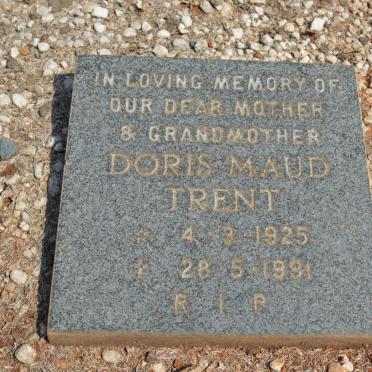 IN LOVING MEMORY OF
OUR DEAR MOTHER
& GRANDMOTHER
DORIS MAUD
TRENT
* 4-3-1925
† 28-5-1991
R I P